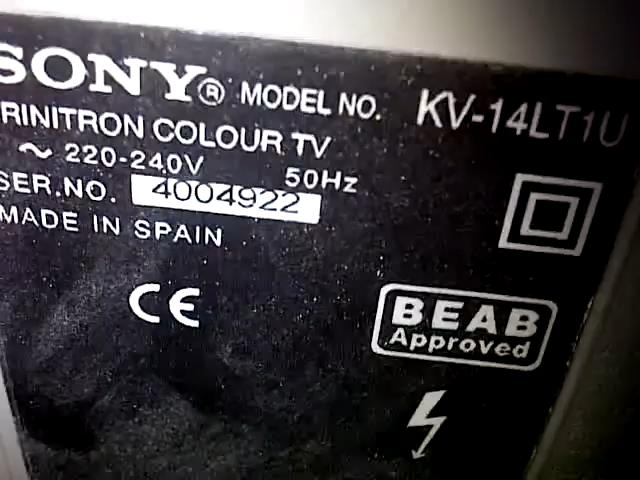 SONY® MODEL NO. KV-14LT1U
RINITRON COLOUR TV
~ 220-240V 50Hz
SER.NO. 4004922
MADE IN SPAIN
CE
BEAB
Approved